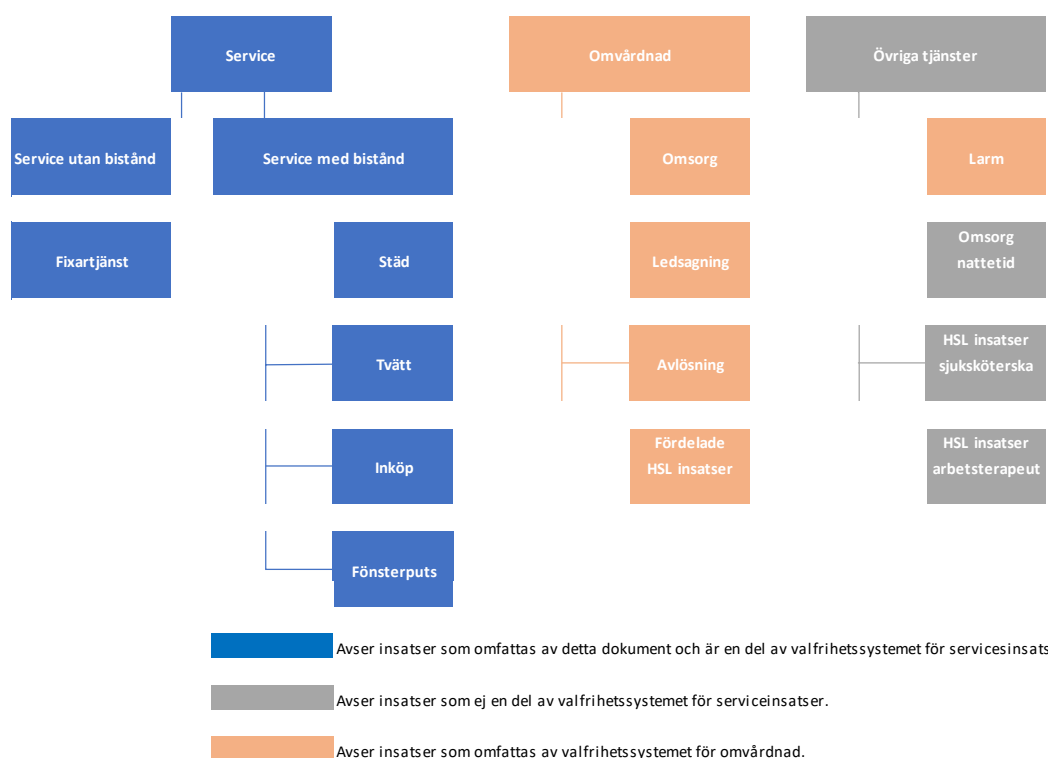 Service
Omvårdnad
Övriga tjänster
Service utan bistånd
Service med bistånd
Omsorg
Larm
Fixartjänst
Städ
Ledsagning
Omsorg
nattetid
Tvätt
Avlösning
HSL insatser
sjuksköterska
Inköp
Fördelade
HSL insatser
HSL insatser
arbetsterapeut
Fönsterputs
Avser insatser som omfattas av detta dokument och är en del av valfrihetssystemet för servicesinsats
Avser insatser som ej en del av valfrihetssystemet för serviceinsatser.
Avser insatser som omfattas av valfrihetssystemet för omvårdnad.